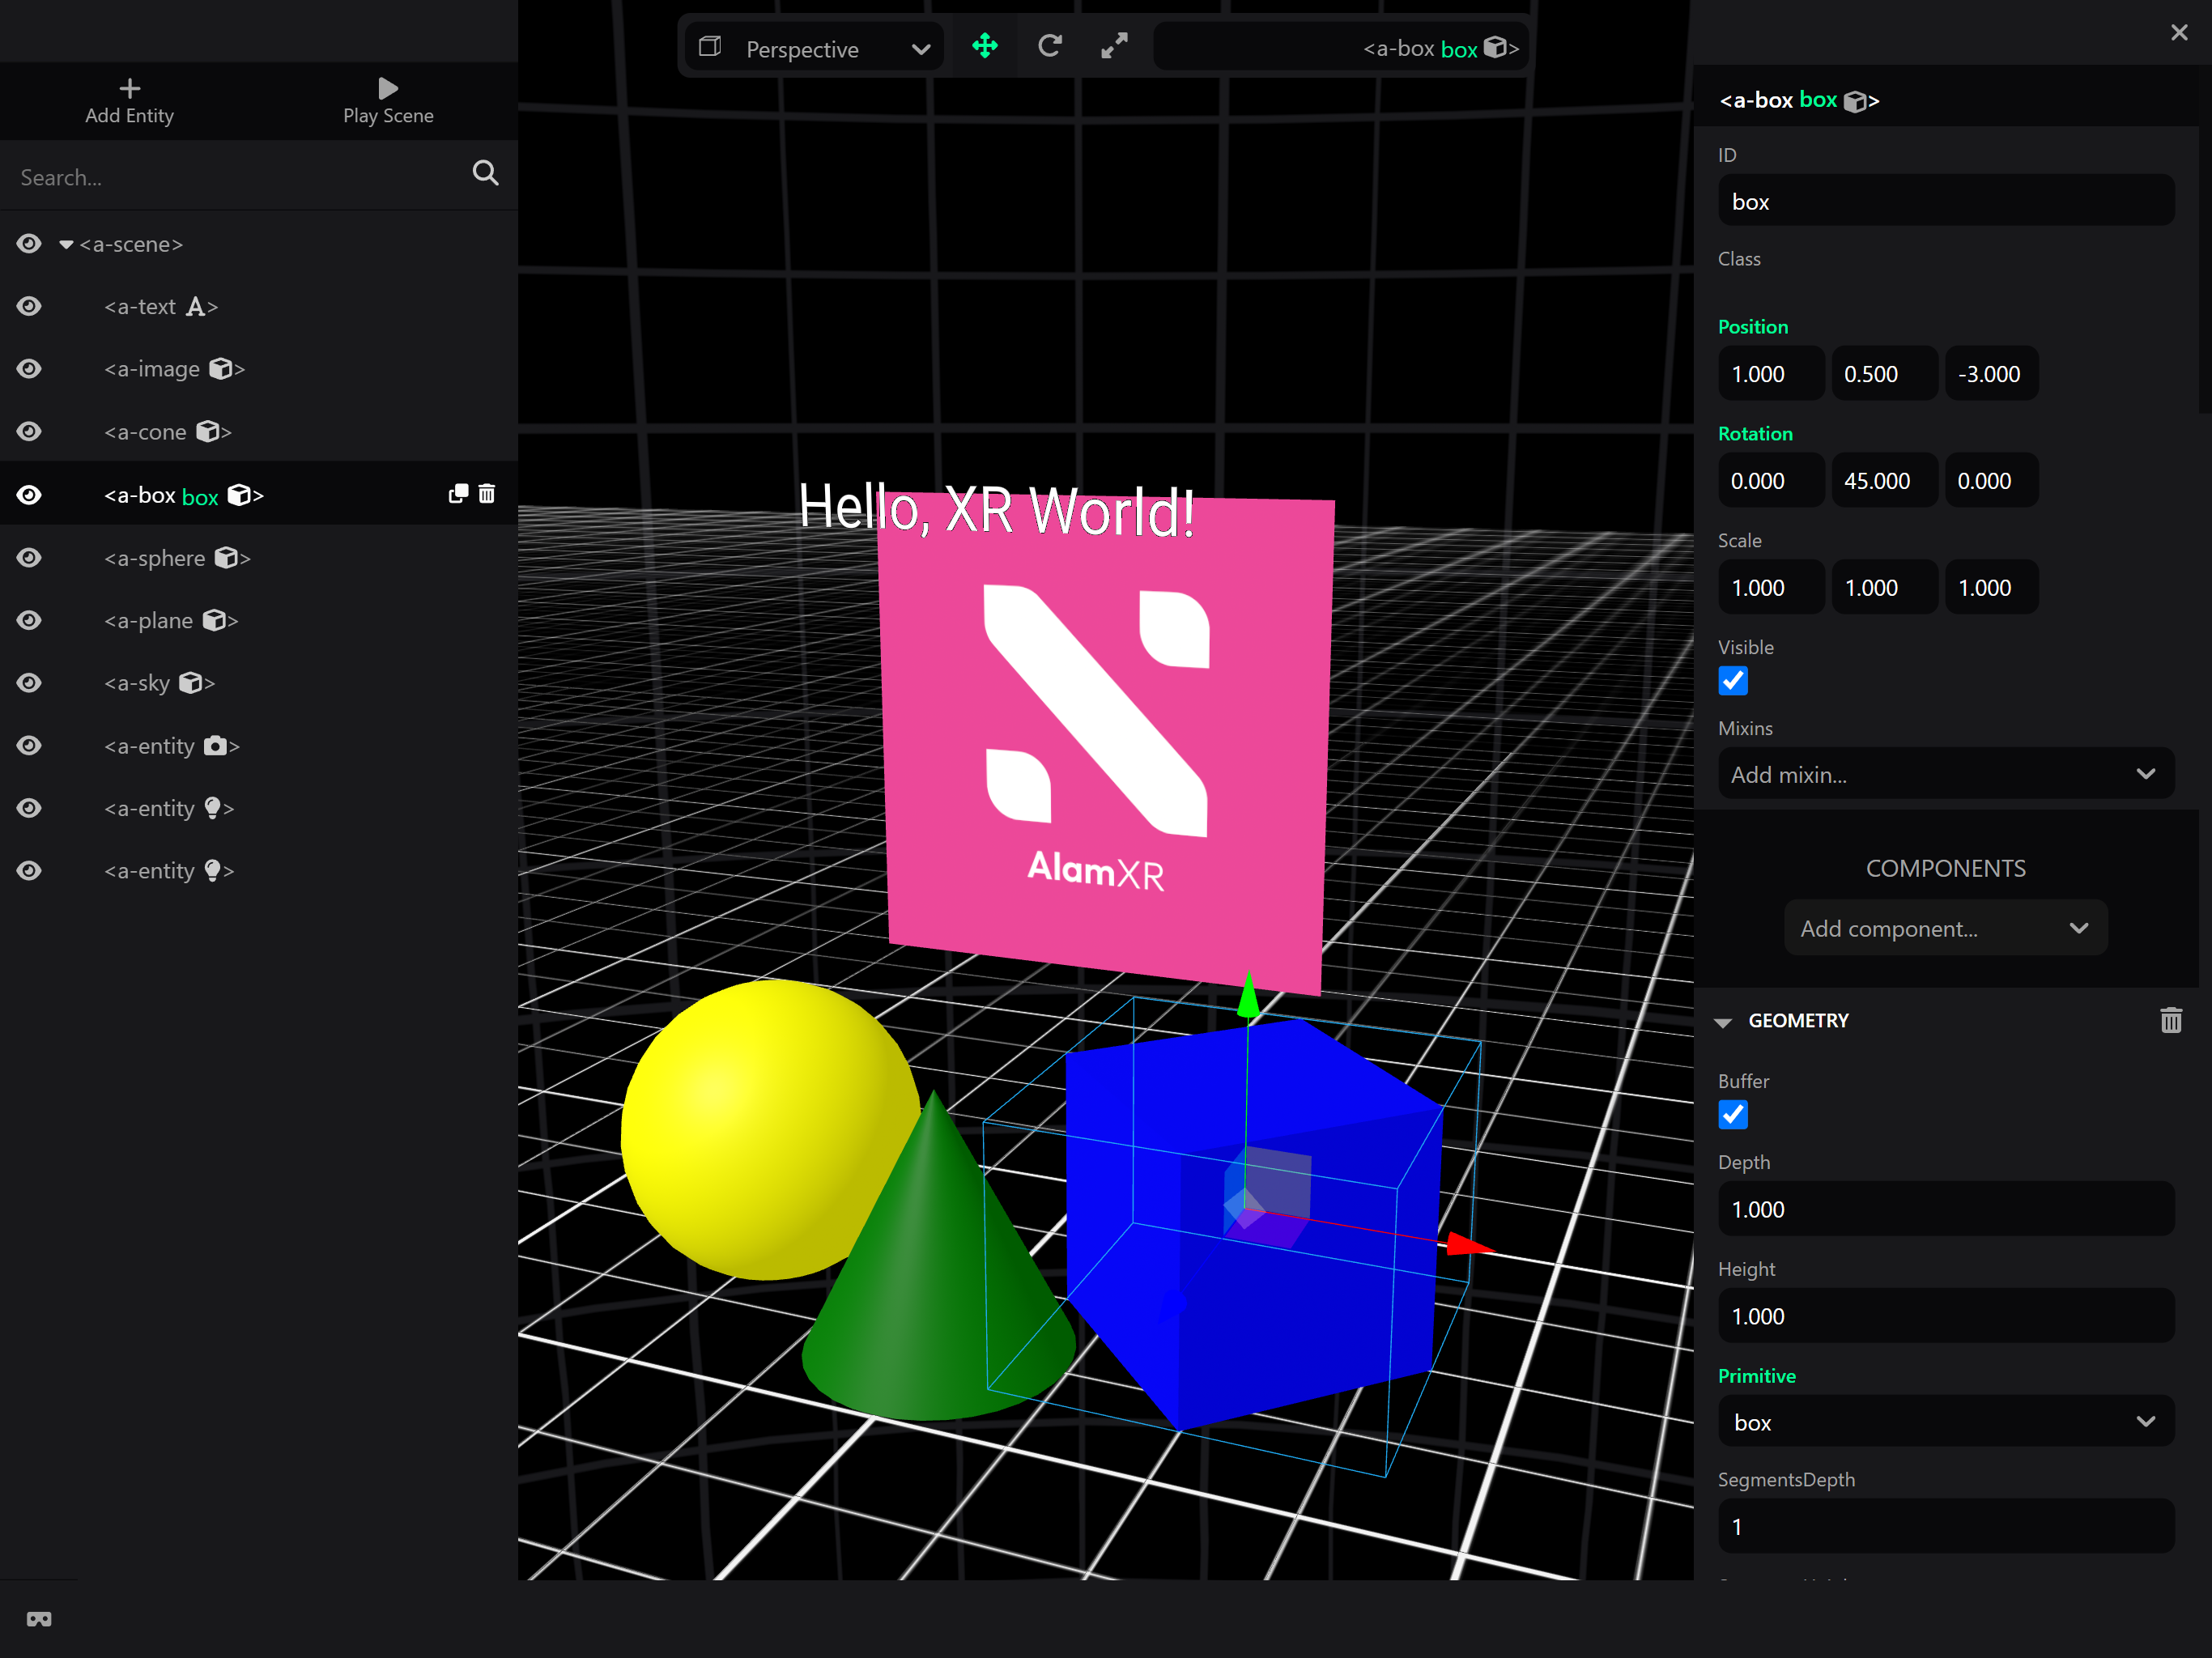 Add Entity
Play Scene
Search...
<a-scene>
<a-text A>
<a-image >
<a-cone >
<a-box box >
<a-sphere >
<a-plane >
<a-sky >
<a-entity >
<a-entity >
<a-entity >
Perspective
<a-box box >
Hello, XR World!
AlamXR
<a-box box >
ID
box
Class
Position
1.000 0.500 -3.000
Rotation
0.000 45.000 0.000
Scale
1.000 1.000 1.000
Visible
Mixins
Add mixin...
COMPONENTS
Add component...
GEOMETRY
Buffer
Depth
1.000
Height
1.000
Primitive
box
SegmentsDepth
1